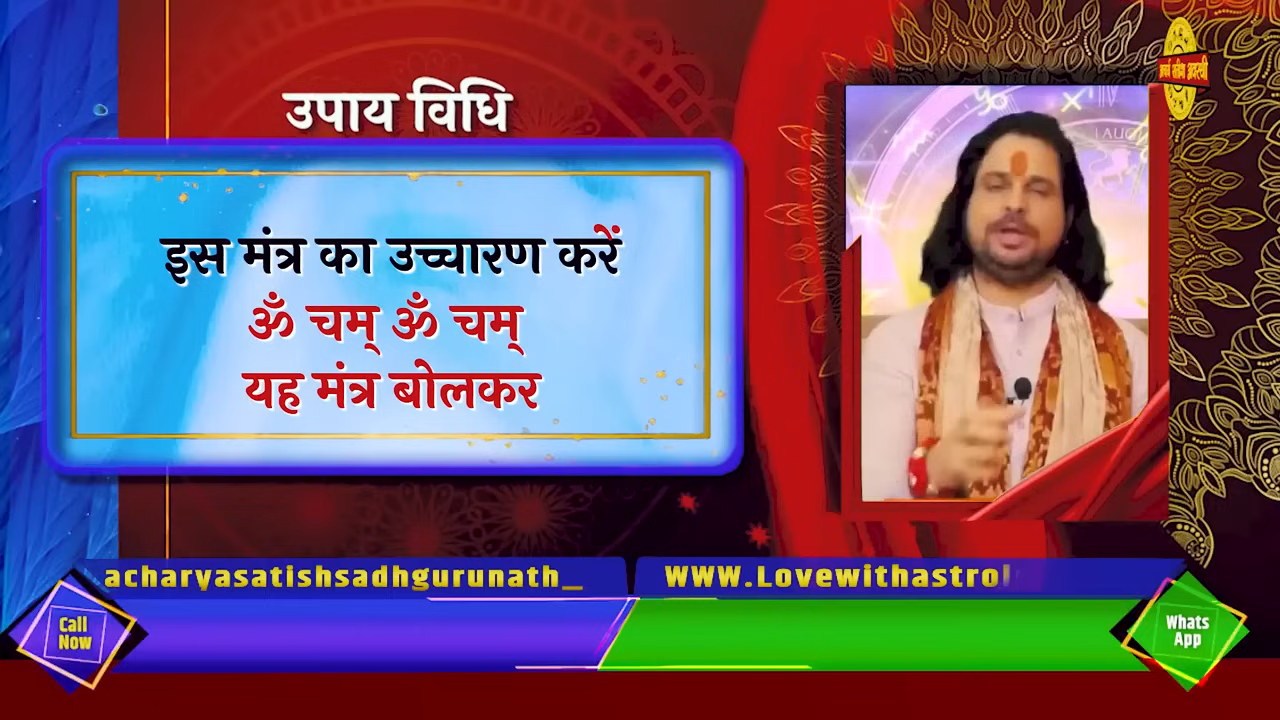 उपाय विधि
इस मंत्र का उच्चारण करें
ॐ चम् ॐ चम्
यह मंत्र बोलकर
acharyasatishsadhgurunath_
WWW.Lovewithastrol
Call
Now
Whats
App